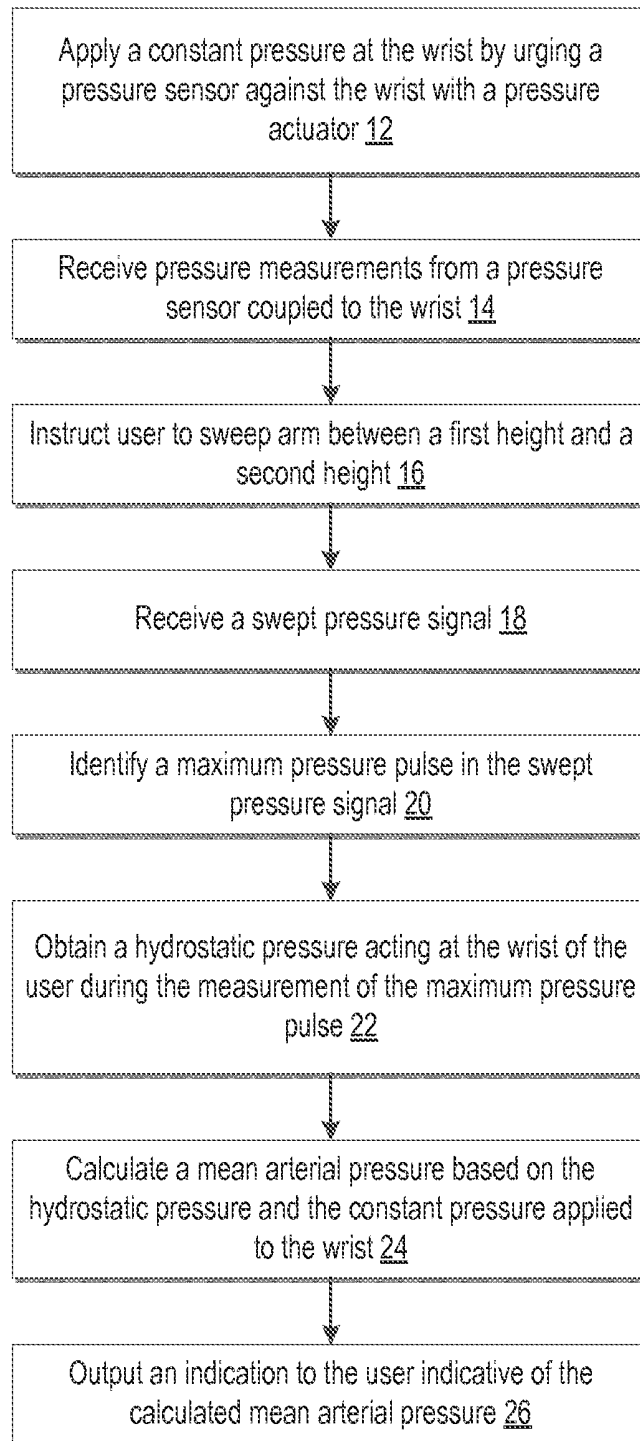 Apply a constant pressure at the wrist by urging a
pressure sensor against the wrist with a pressure
actuator 12
Receive pressure measurements from a pressure
sensor coupled to the wrist 14
Instruct user to sweep arm between a first height and a
second height 16
Receive a swept pressure signal 18
Identify a maximum pressure pulse in the swept
pressure signal 20
Obtain a hydrostatic pressure acting at the wrist of the
user during the measurement of the maximum pressure
pulse 22
Calculate a mean arterial pressure based on the
hydrostatic pressure and the constant pressure applied
to the wrist 24
Output an indication to the user indicative of the
calculated mean arterial pressure 26